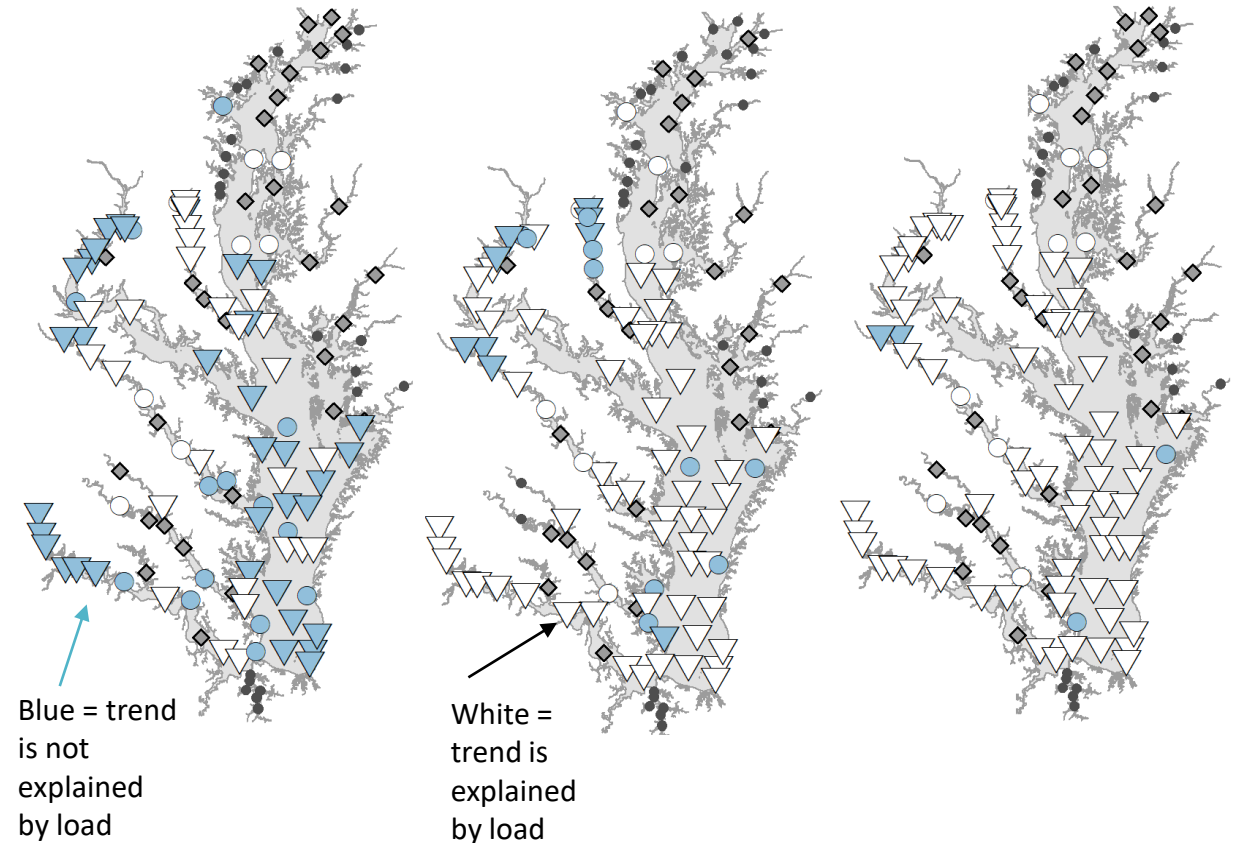 Blue = trend
is not
explained
by load
White =
trend is
explained
by load